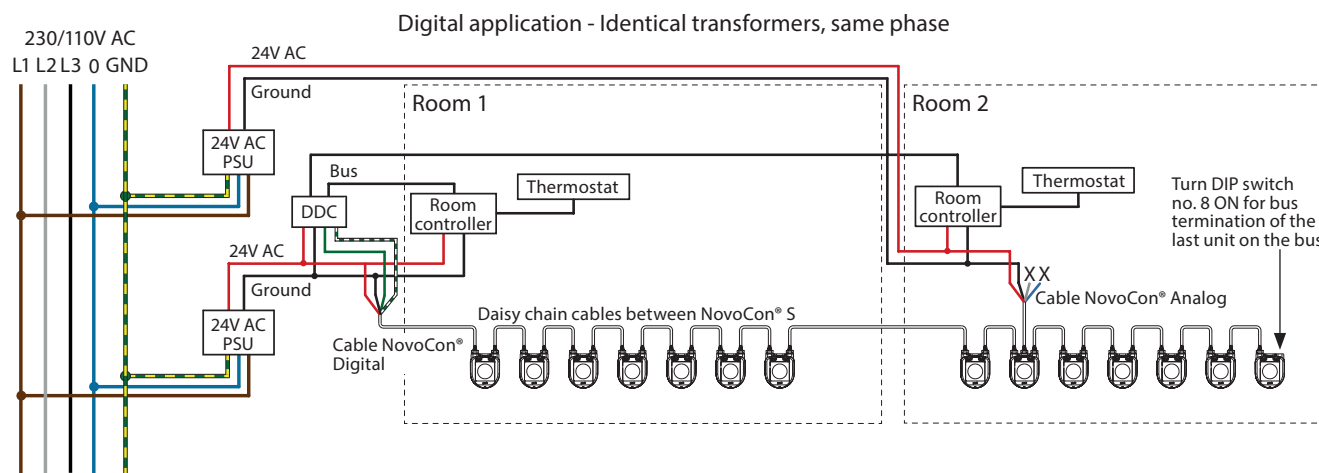 Digital application - Identical transformers, same phase
230/110V AC
L1 L2 L3 0 GND
24V AC
Ground
24V AC
PSU
Room 1
Room 2
Bus
DDC
Room
controller
Thermostat
Room
controller
Thermostat
Turn DIP switch
no. 8 ON for bus
termination of the
last unit on the bus
24V AC
Ground
24V AC
PSU
Cable NovoCon®
Digital
Daisy chain cables between NovoCon® S
X X
Cable NovoCon® Analog